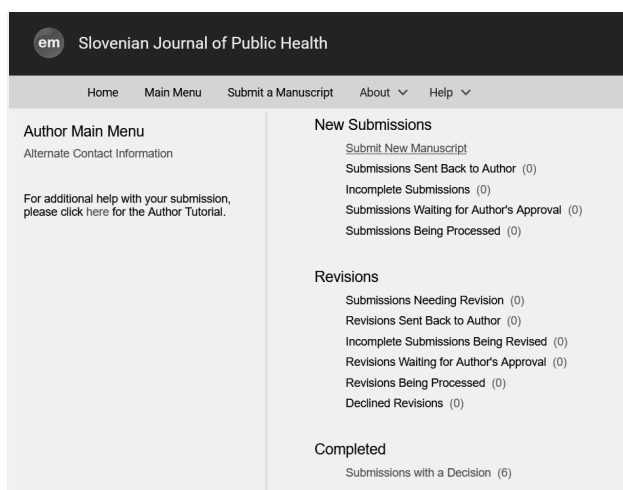 em Slovenian Journal of Public Health
Home Main Menu Submit a Manuscript About Help
Author Main Menu
Alternate Contact Information
For additional help with your submission,
please click here for the Author Tutorial.
New Submissions
Submit New Manuscript
Submissions Sent Back to Author (0)
Incomplete Submissions (0)
Submissions Waiting for Author's Approval (0)
Submissions Being Processed (0)
Revisions
Submissions Needing Revision (0)
Revisions Sent Back to Author (0)
Incomplete Submissions Being Revised (0)
Revisions Waiting for Author's Approval (0)
Revisions Being Processed (0)
Declined Revisions (0)
Completed
Submissions with a Decision (6)